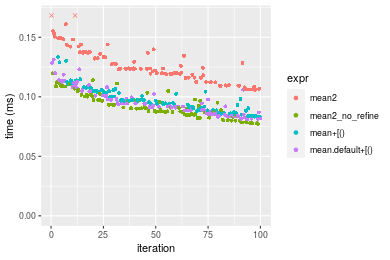 0.15
0.10
0.05
0.00
time (ms)
0
25
50
75
100
iteration
expr
mean2
mean2_no_refine
mean+[()
mean.default+[()